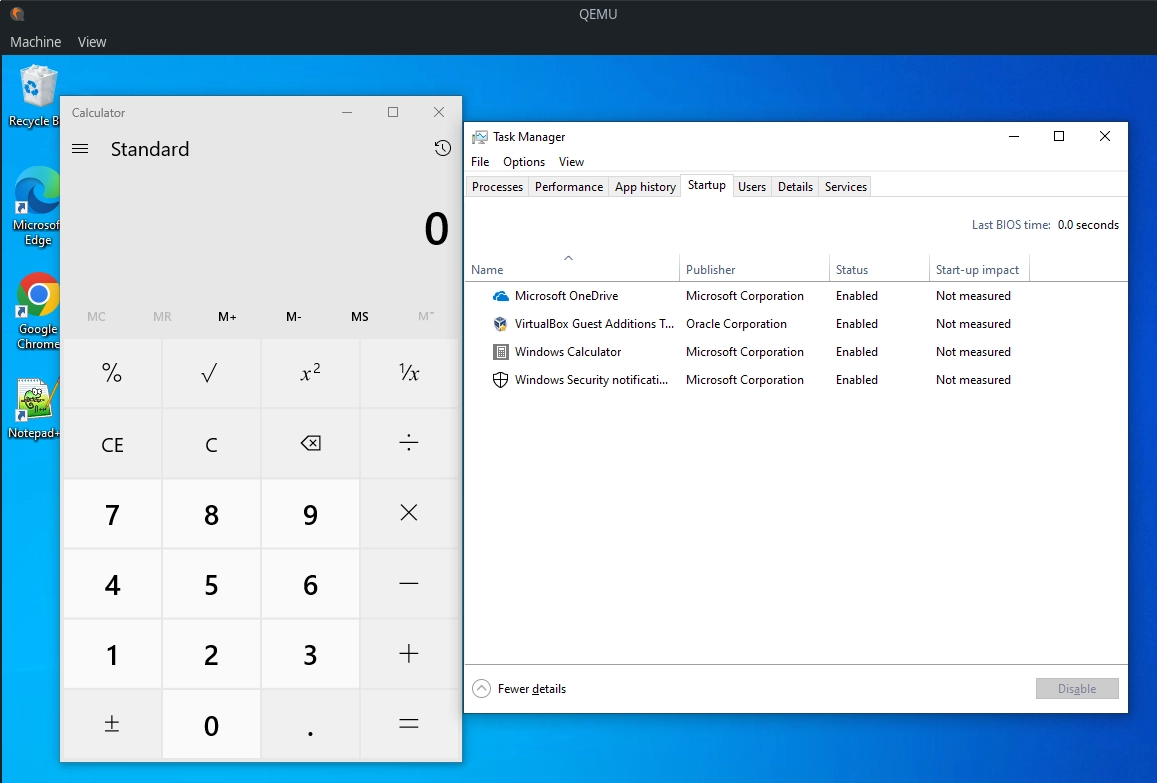 QEMU
Machine View
Recycle B
Microsof
Edge
Google
Chrome
Notepad+
Calculator
Standard
0
MC MR M+ M- MS M˅
% √ x² ¹⁄x
CE C ÷
7 8 9 ×
4 5 6 −
1 2 3 +
± 0 . =
Task Manager
File Options View
Processes Performance App history Startup Users Details Services
Last BIOS time: 0.0 seconds
Name Publisher Status Start-up impact
Microsoft OneDrive Microsoft Corporation Enabled Not measured
VirtualBox Guest Additions T... Oracle Corporation Enabled Not measured
Windows Calculator Microsoft Corporation Enabled Not measured
Windows Security notificati... Microsoft Corporation Enabled Not measured
Fewer details
Disable